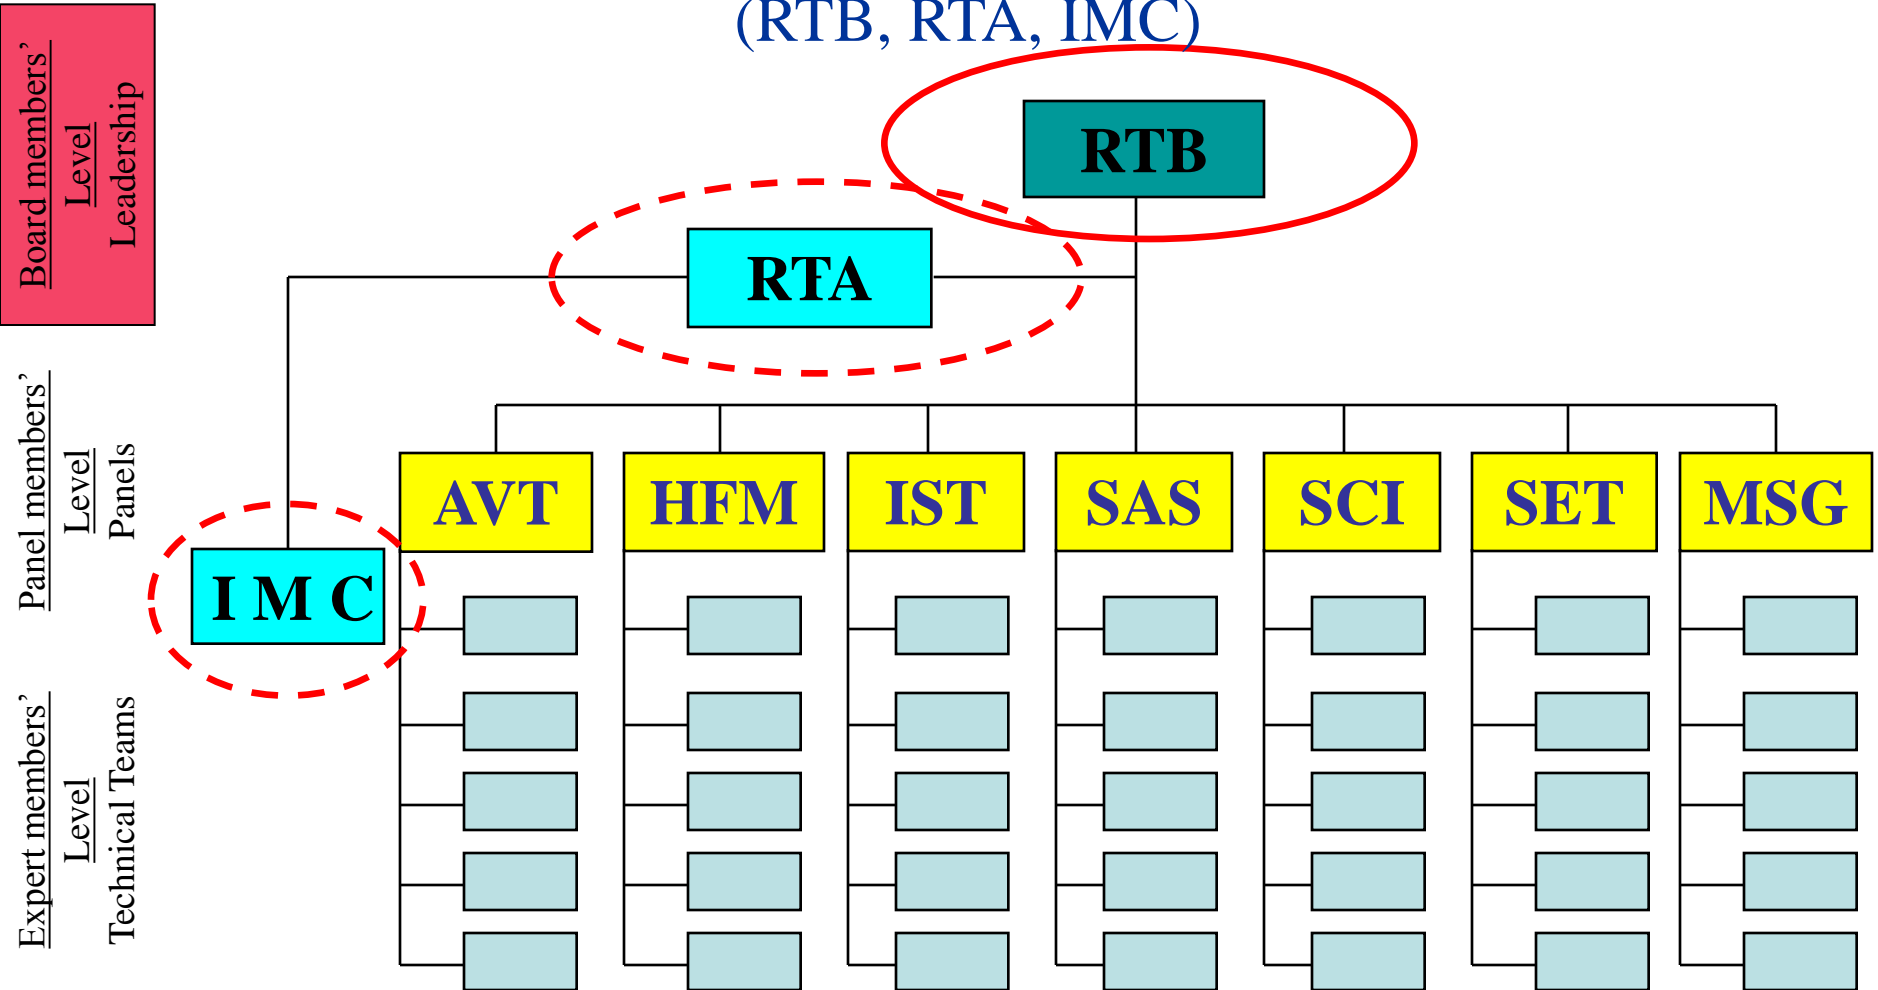 (RTB, RTA, IMC)
Board members’
Level
Leadership
RTB
RTA
Panel members’
Level
Panels
AVT
HFM
IST
SAS
SCI
SET
MSG
I M C
Expert members’
Level
Technical Teams